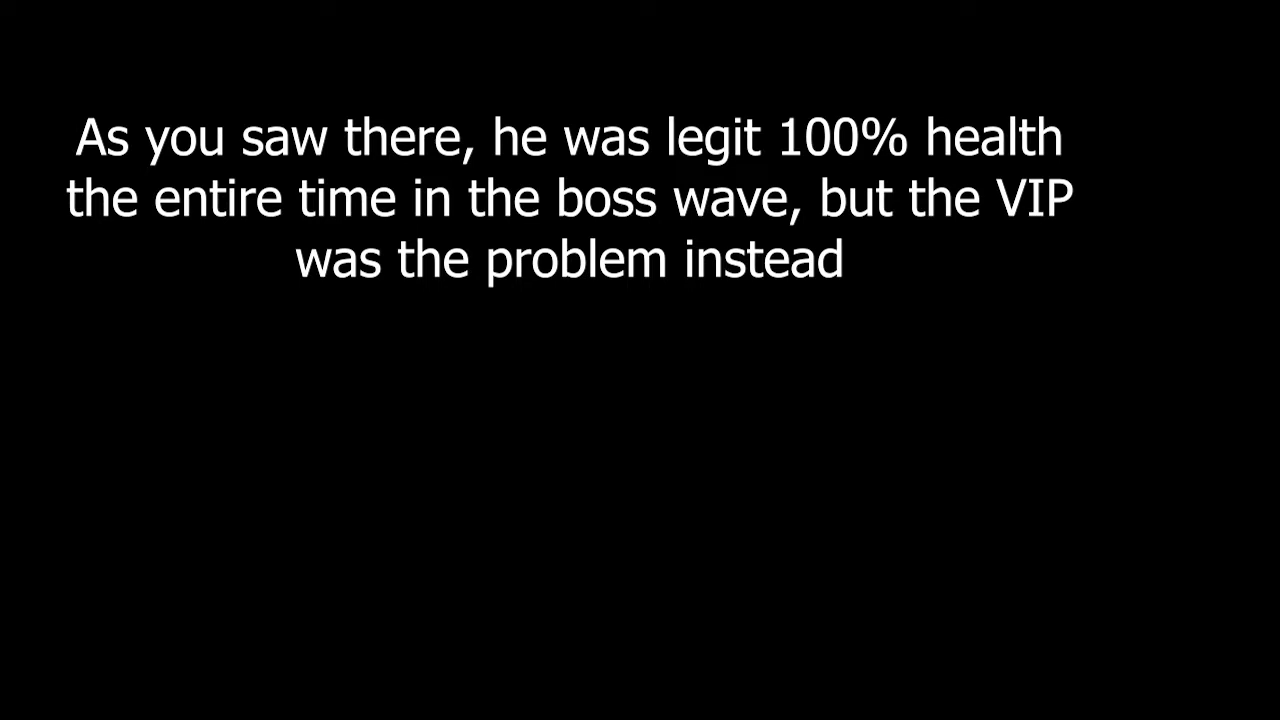 As you saw there, he was legit 100% health
the entire time in the boss wave, but the VIP
was the problem instead